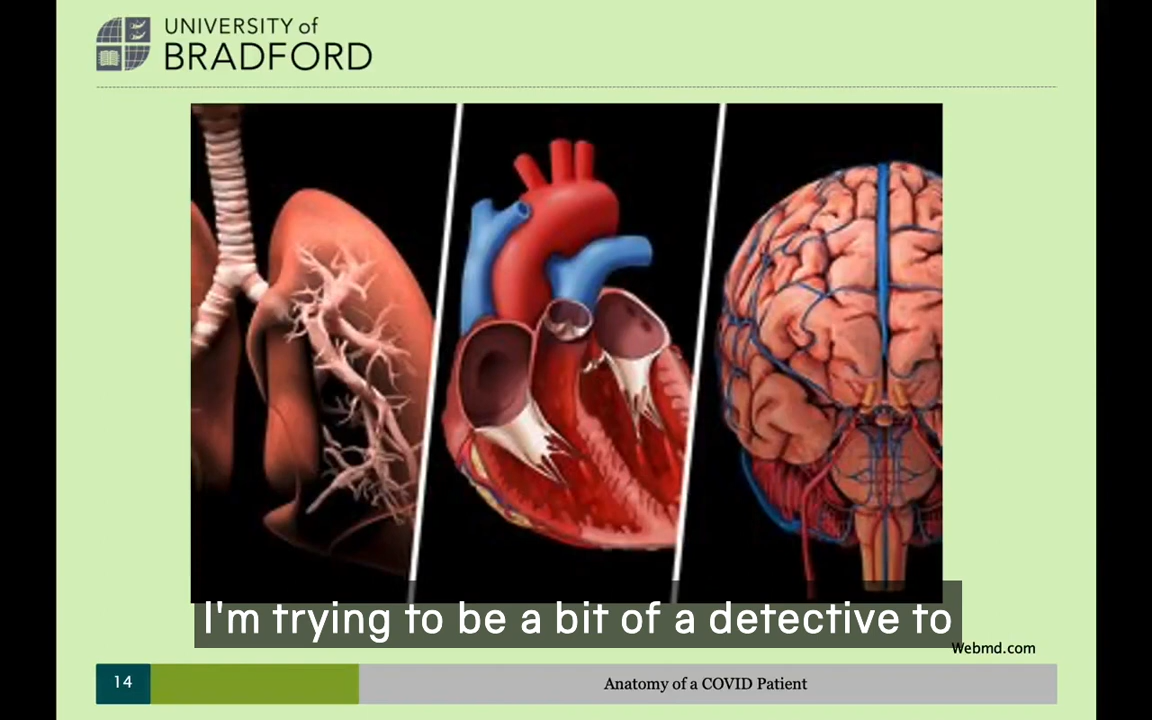 UNIVERSITY of
BRADFORD
I'm trying to be a bit of a detective to
Webmd.com
14
Anatomy of a COVID Patient